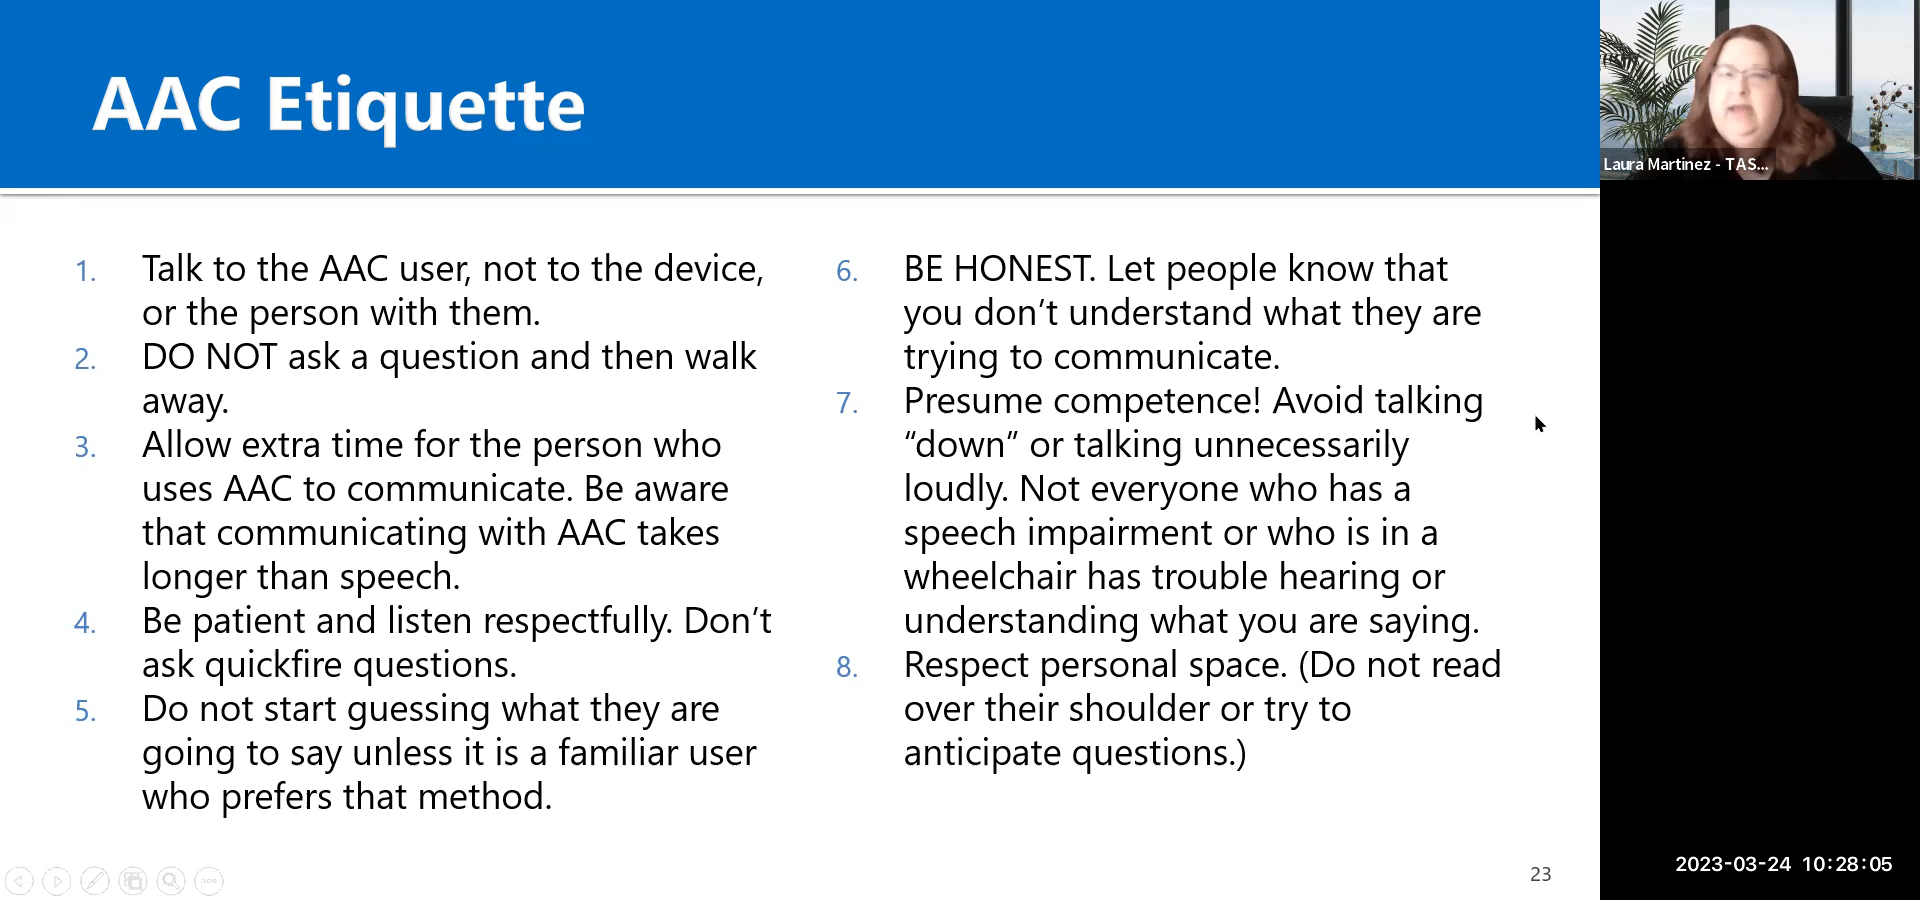 AAC Etiquette
1. Talk to the AAC user, not to the device,
or the person with them.
2. DO NOT ask a question and then walk
away.
3. Allow extra time for the person who
uses AAC to communicate. Be aware
that communicating with AAC takes
longer than speech.
4. Be patient and listen respectfully. Don’t
ask quickfire questions.
5. Do not start guessing what they are
going to say unless it is a familiar user
who prefers that method.
6. BE HONEST. Let people know that
you don’t understand what they are
trying to communicate.
7. Presume competence! Avoid talking
“down” or talking unnecessarily
loudly. Not everyone who has a
speech impairment or who is in a
wheelchair has trouble hearing or
understanding what you are saying.
8. Respect personal space. (Do not read
over their shoulder or try to
anticipate questions.)
23
Laura Martinez - TAS...
2023-03-24 10:28:05